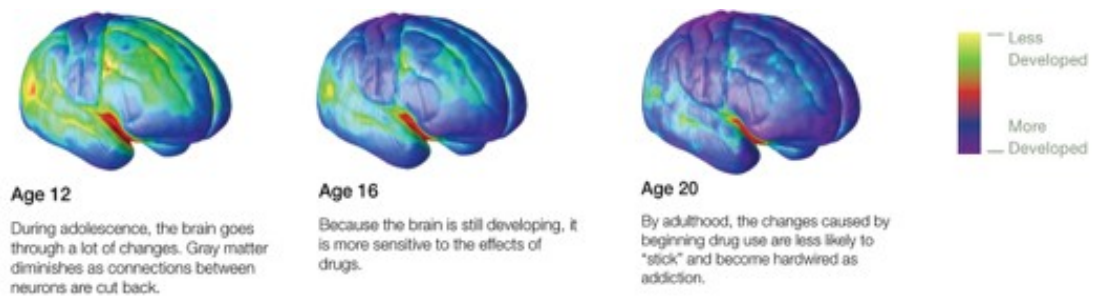 Less
Developed
More
Developed
Age 12
During adolescence, the brain goes
through a lot of changes. Gray matter
diminishes as connections between
neurons are cut back.
Age 16
Because the brain is still developing, it
is more sensitive to the effects of
drugs.
Age 20
By adulthood, the changes caused by
beginning drug use are less likely to
“stick” and become hardwired as
addiction.